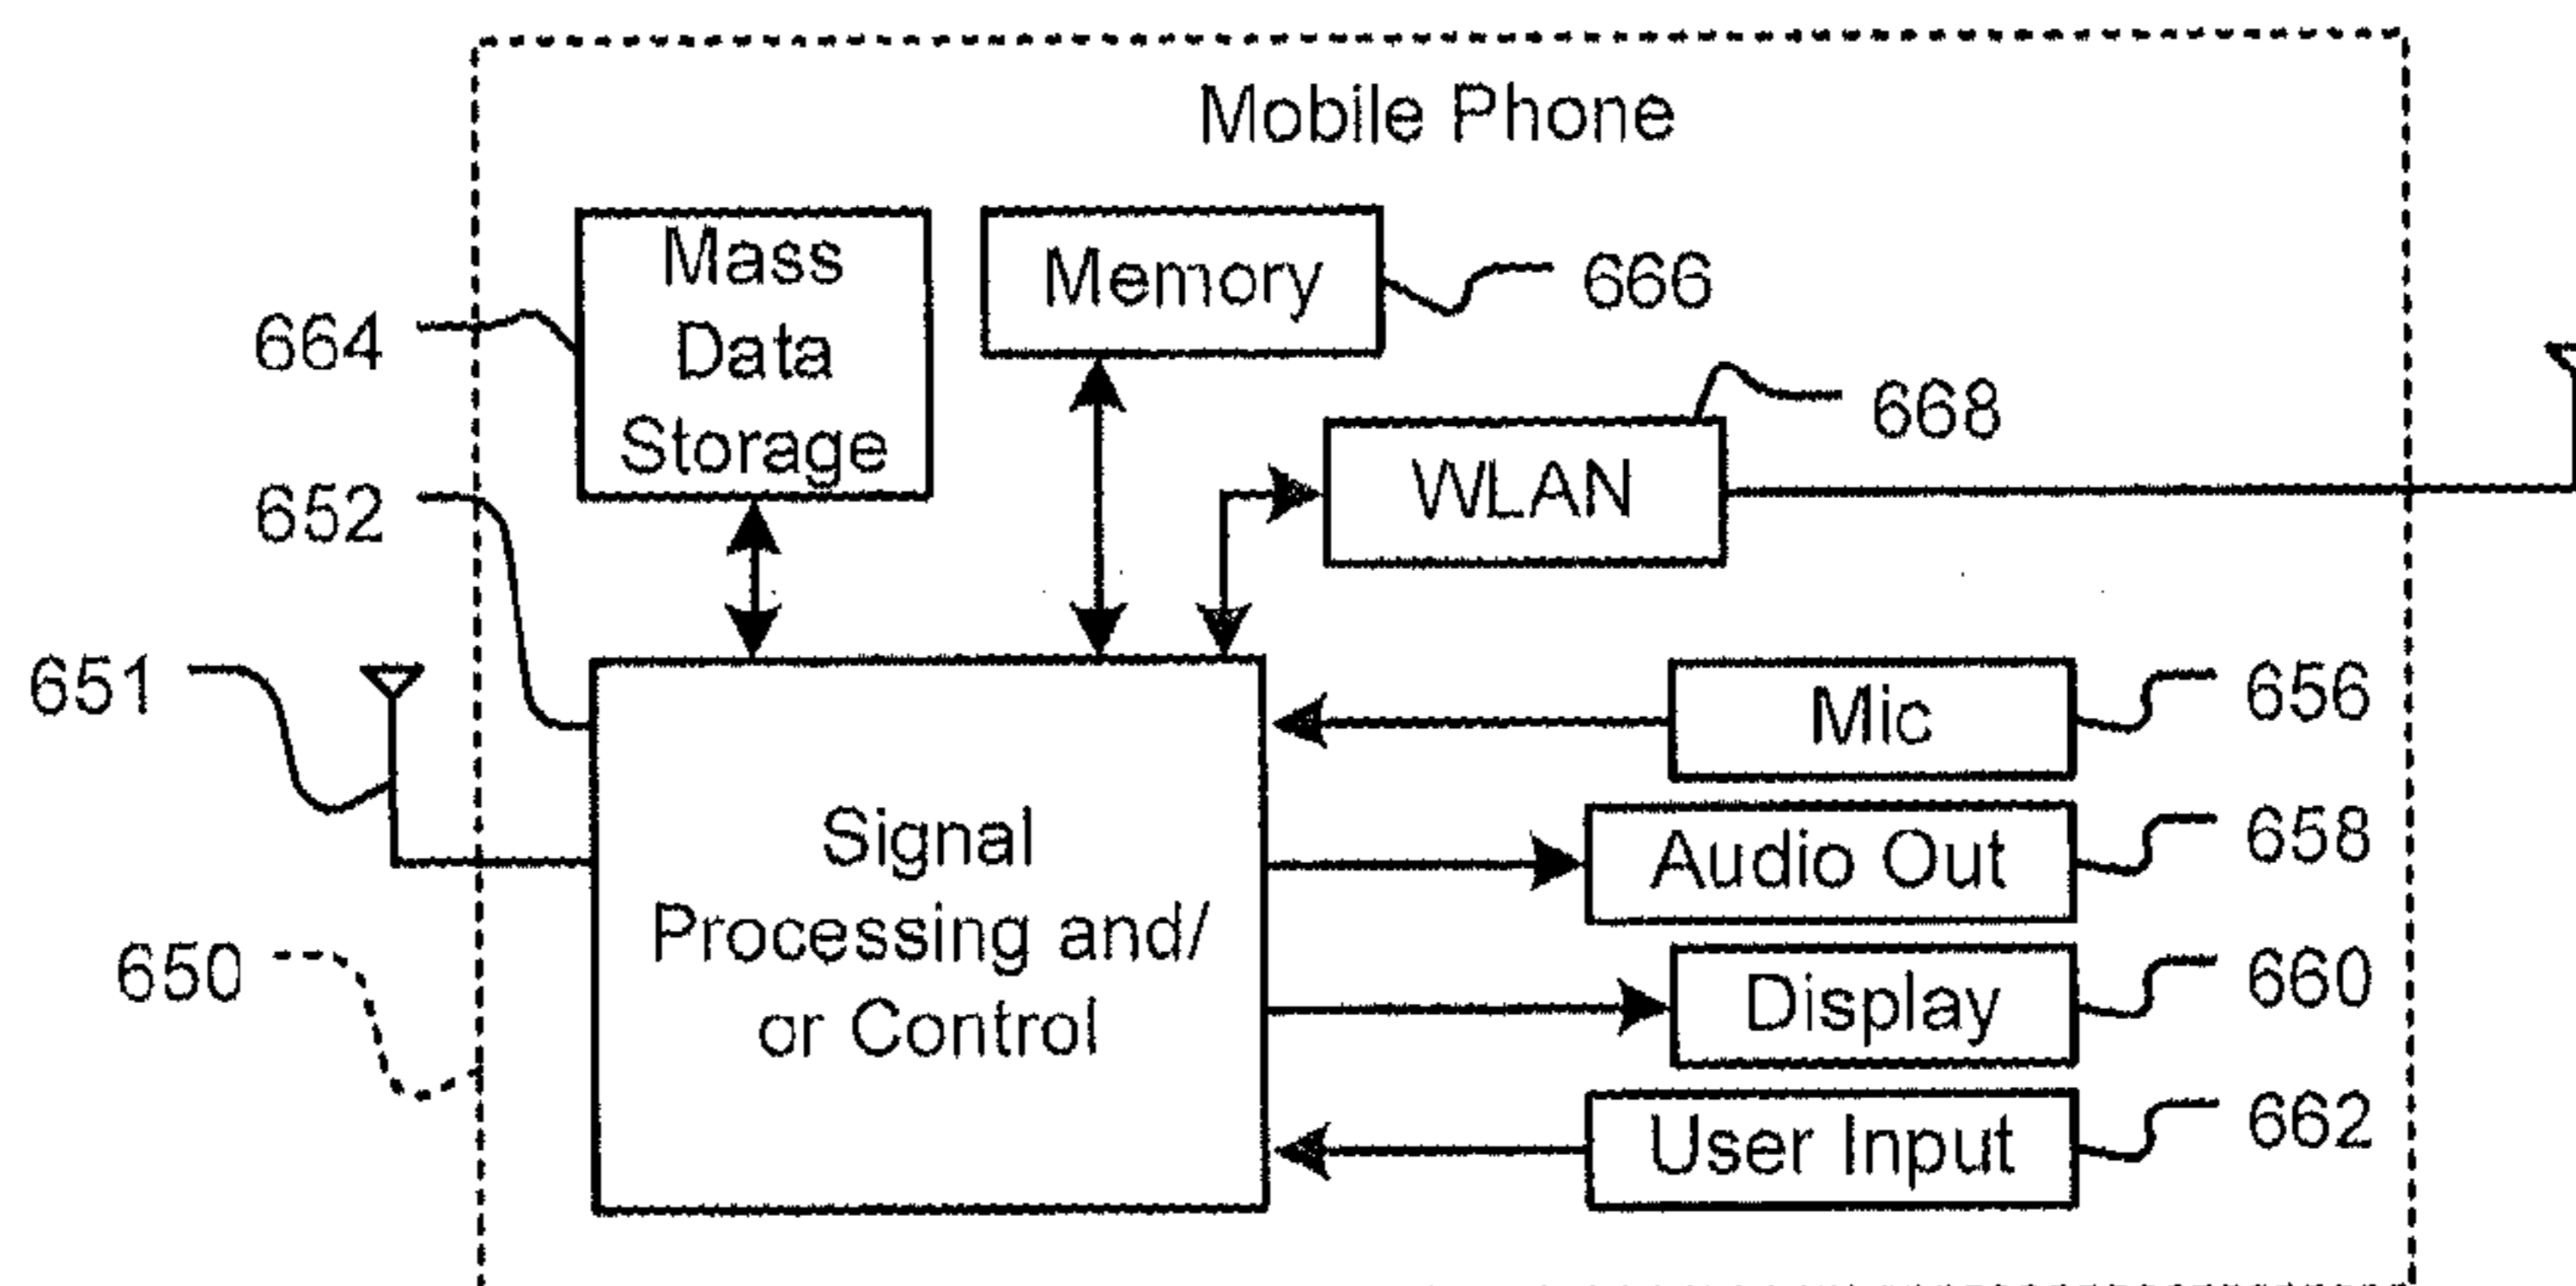 Mobile Phone
Mass
Data
Storage
Memory
666
664
668
WLAN
652
651
Mic
656
Signal
Processing and/
or Control
Audio Out
658
650
Display
660
User Input
662